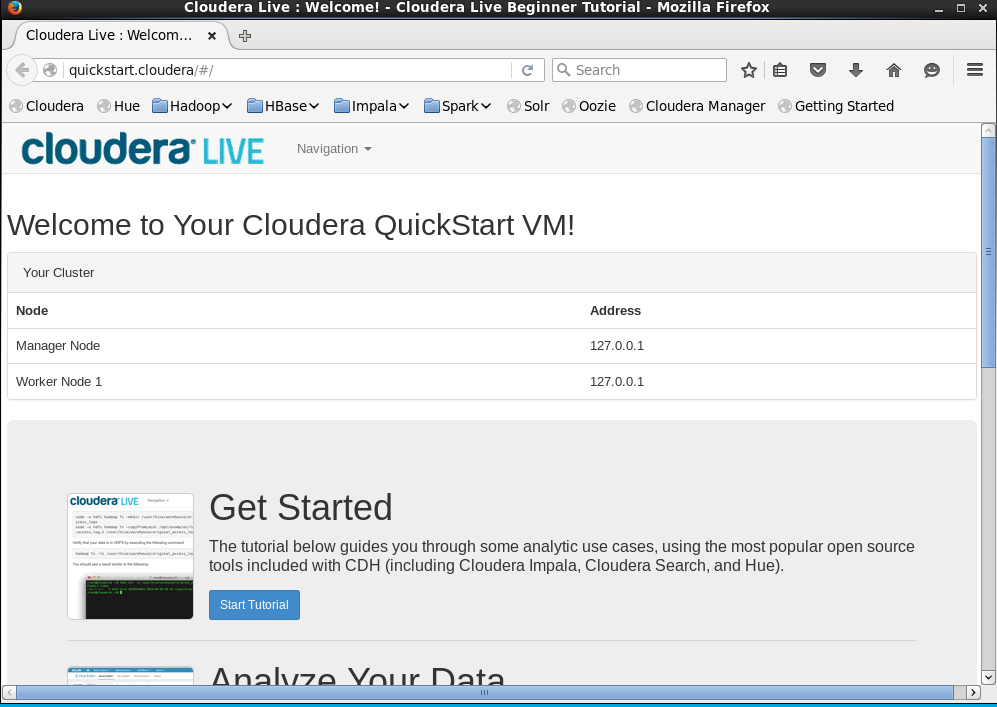 Cloudera Live : Welcome! - Cloudera Live Beginner Tutorial - Mozilla Firefox
Cloudera Live : Welcom...
quickstart.cloudera/#/
Search
Cloudera Hue Hadoop HBase Impala Spark Solr Oozie Cloudera Manager Getting Started
cloudera LIVE Navigation
Welcome to Your Cloudera QuickStart VM!
Your Cluster
Node Address
Manager Node 127.0.0.1
Worker Node 1 127.0.0.1
cloudera LIVE Navigation
Get Started
The tutorial below guides you through some analytic use cases, using the most popular open source
tools included with CDH (including Cloudera Impala, Cloudera Search, and Hue).
Start Tutorial
Analyze Your Data